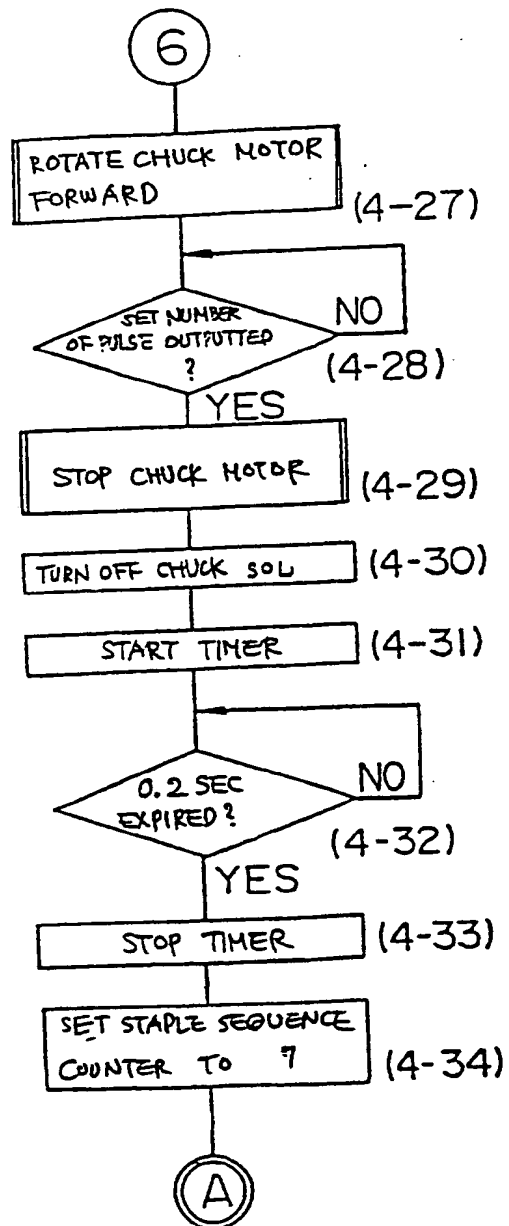 6
ROTATE CHUCK MOTOR
FORWARD
(4-27)
SET NUMBER
OF PULSE OUTPUTTED
?
NO
(4-28)
YES
STOP CHUCK MOTOR
(4-29)
TURN OFF CHUCK SOL
(4-30)
START TIMER
(4-31)
0.2 SEC
EXPIRED?
NO
(4-32)
YES
STOP TIMER
(4-33)
SET STAPLE SEQUENCE
COUNTER TO 7
(4-34)
A